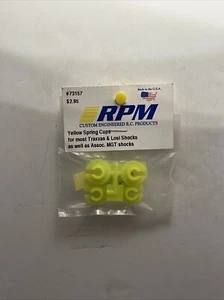 #73157
$2.95
Made in the U.S.A.
RPM
CUSTOM ENGINEERED R.C. PRODUCTS
Yellow Spring Cups
for most Traxxas & Losi Shocks
as well as Assoc. MGT shocks